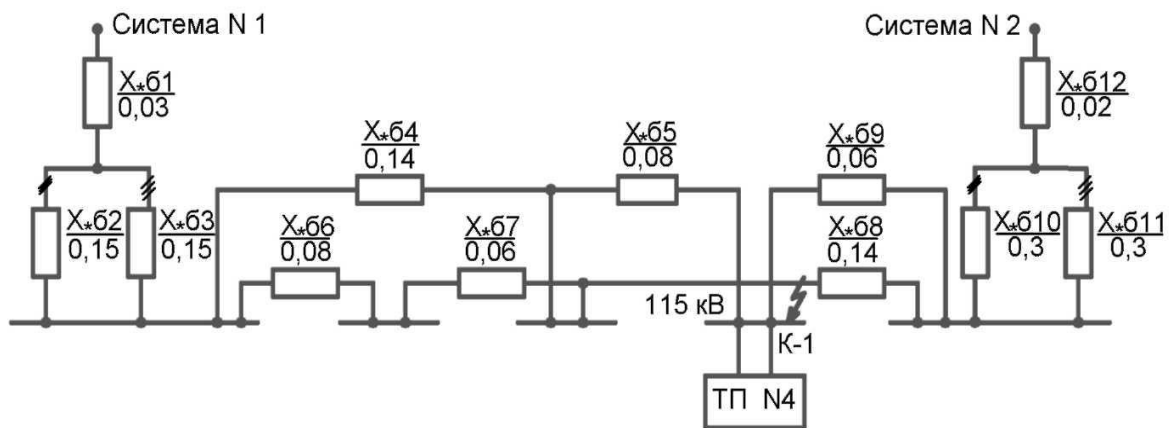 Система N 1
Система N 2
X*б1
0,03
X*б12
0,02
X*б4
0,14
X*б5
0,08
X*б9
0,06
X*б2
0,15
X*б3
0,15
X*б6
0,08
X*б7
0,06
X*б8
0,14
X*б10
0,3
X*б11
0,3
115 кВ
К-1
ТП N4